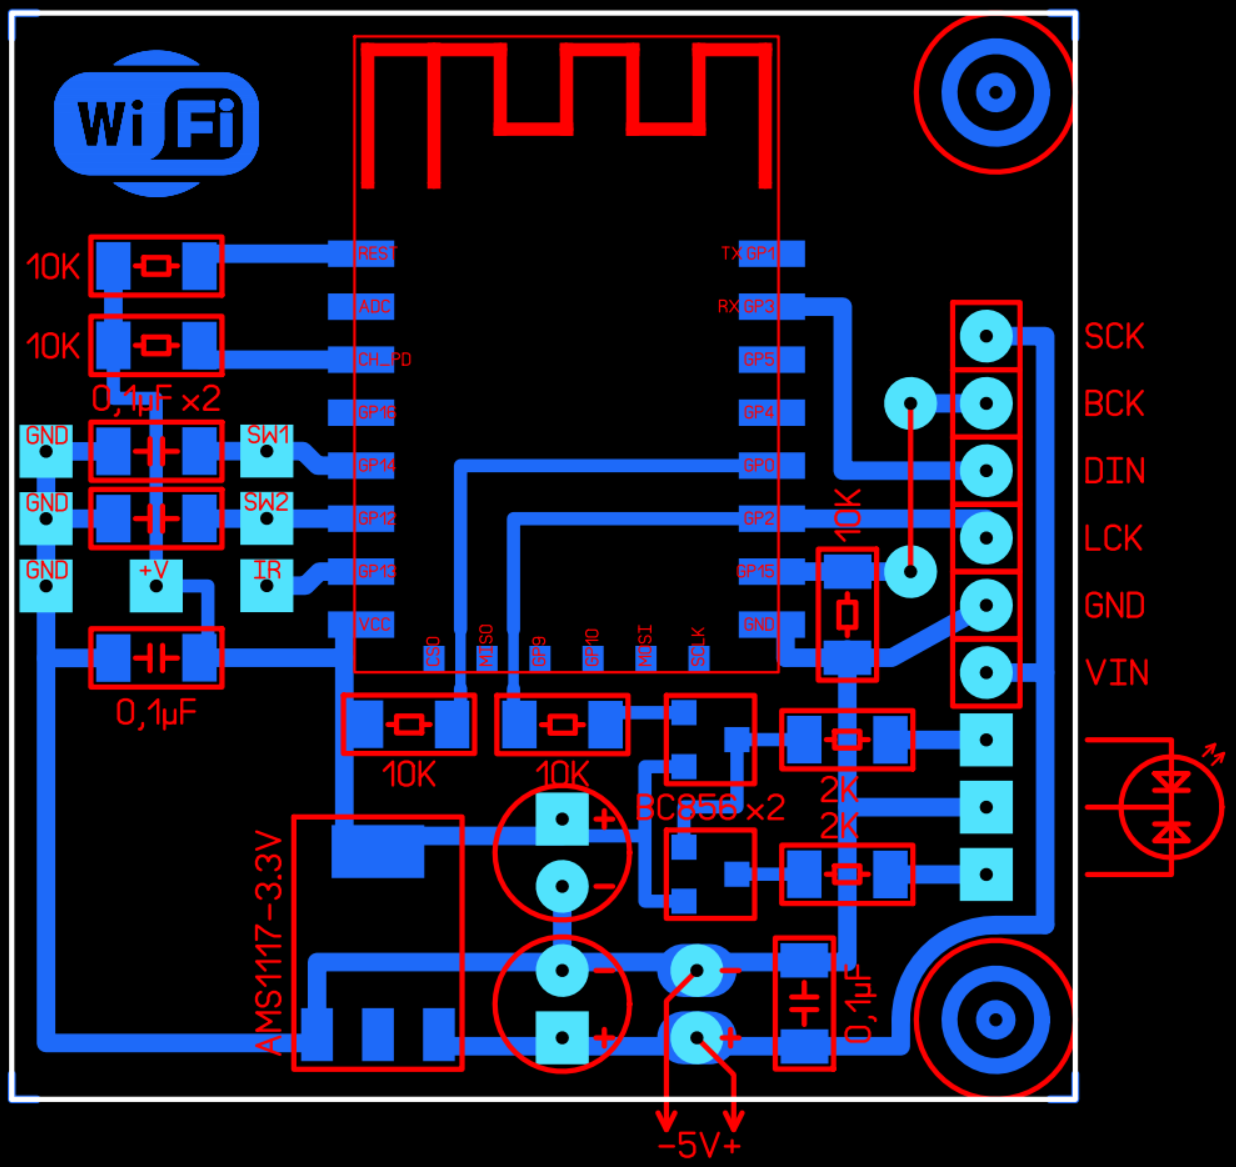 Wi Fi
REST
TX GP1
10K
ADC
RX GP3
SCK
10K
CH_PD
GP5
0,1µF x2
GP16
GP4
BCK
GND
SW1
GP14
GP0
DIN
GND
SW2
GP12
GP2
10K
LCK
GND
+V
IR
GP13
GP15
GND
VCC
CS0
MISO
GP9
GP10
MOSI
SCLK
GND
VIN
0,1µF
10K
10K
BC856 x2
2K
2K
+
−
AMS1117-3.3V
−
+
−
+
0,1µF
-5V+